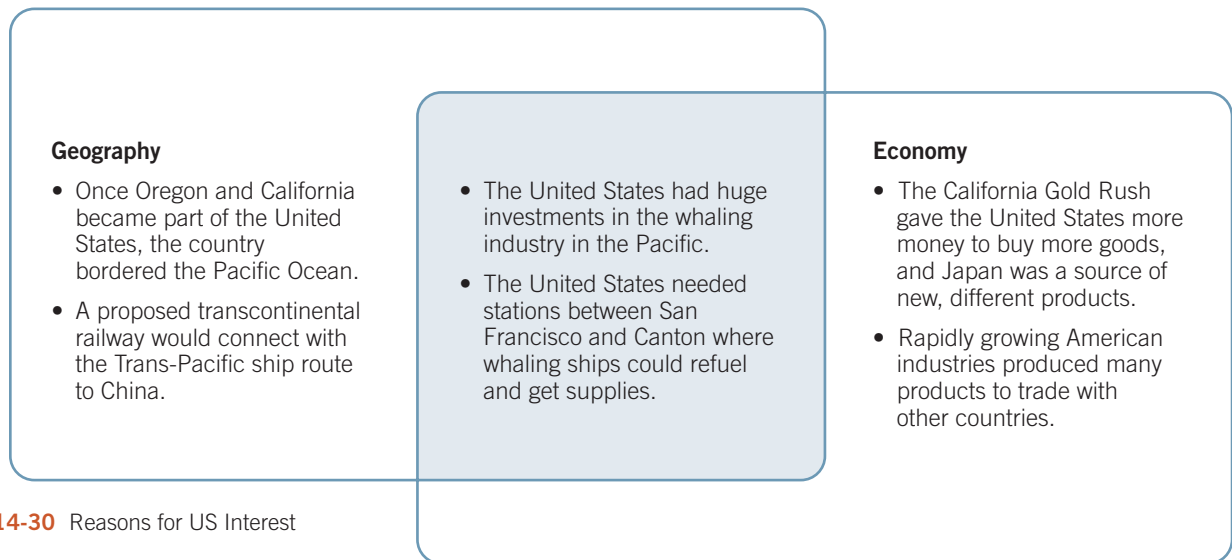 Geography
• Once Oregon and California
became part of the United
States, the country
bordered the Pacific Ocean.
• A proposed transcontinental
railway would connect with
the Trans-Pacific ship route
to China.
• The United States had huge
investments in the whaling
industry in the Pacific.
• The United States needed
stations between San
Francisco and Canton where
whaling ships could refuel
and get supplies.
Economy
• The California Gold Rush
gave the United States more
money to buy more goods,
and Japan was a source of
new, different products.
• Rapidly growing American
industries produced many
products to trade with
other countries.
14-30 Reasons for US Interest